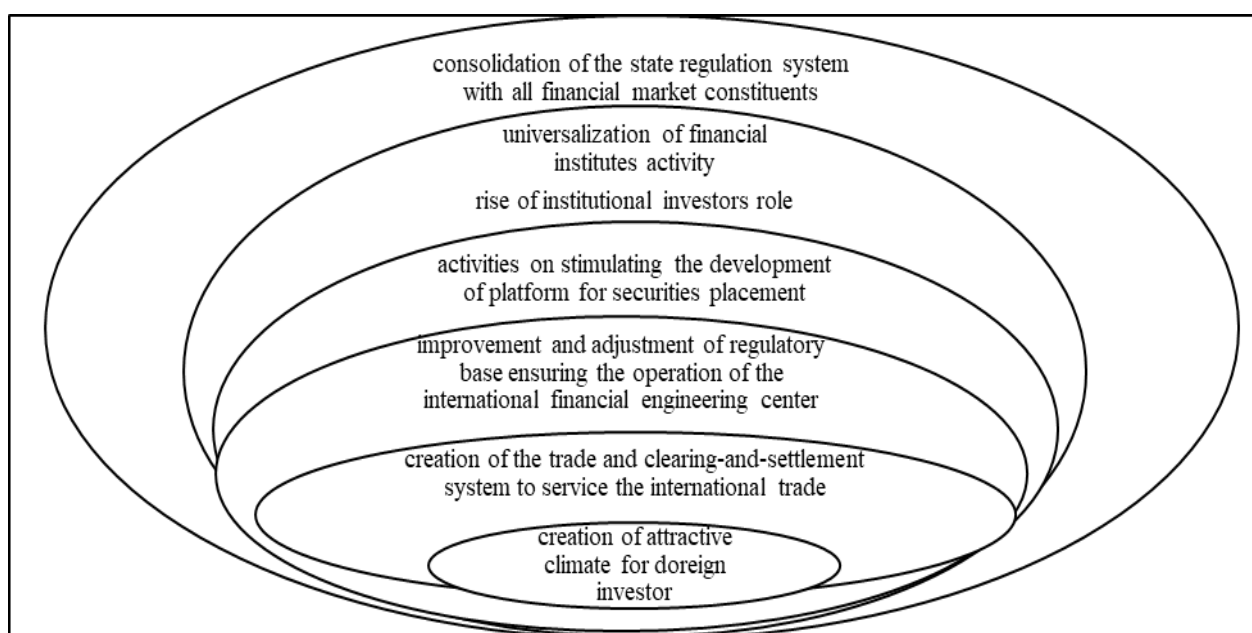 consolidation of the state regulation system
with all financial market constituents
universalization of financial
institutes activity
rise of institutional investors role
activities on stimulating the development
of platform for securities placement
improvement and adjustment of regulatory
base ensuring the operation of the
international financial engineering center
creation of the trade and clearing-and-settlement
system to service the international trade
creation of attractive
climate for doreign
investor